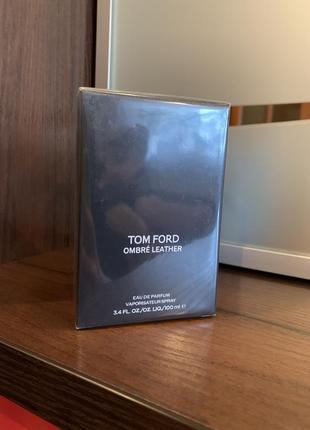 TOM FORD
OMBRÉ LEATHER
EAU DE PARFUM
VAPORISATEUR SPRAY
3.4 FL. OZ./OZ. LIQ/100 ml ℮